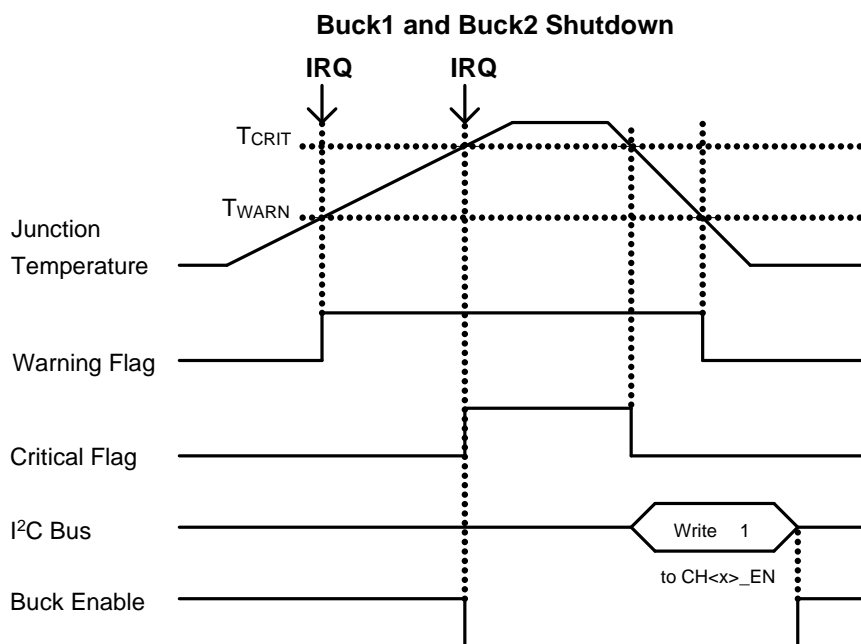 Buck1 and Buck2 Shutdown
IRQ IRQ
TCRIT
TWARN
Junction
Temperature
Warning Flag
Critical Flag
I²C Bus
Write 1
to CH<x>_EN
Buck Enable